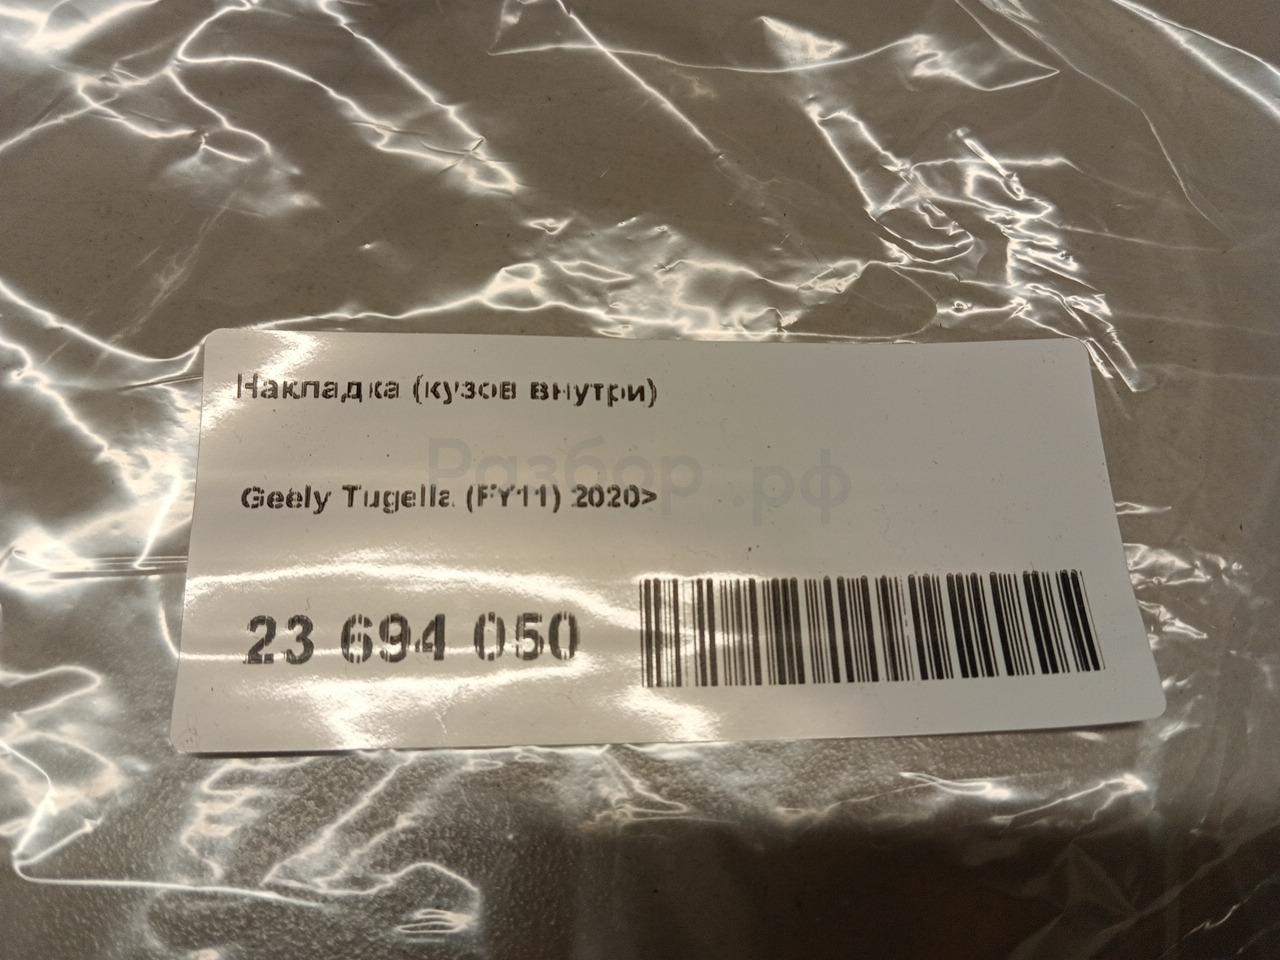 Накладка (кузов внутри)
Разбор.рф
Geely Tugella (FY11) 2020>
23 694 050